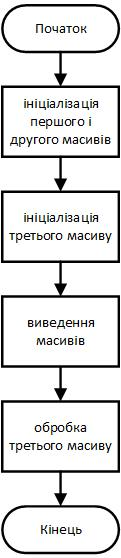 Початок
ініціалізація
першого і
другого масивів
ініціалізація
третього масиву
виведення
масивів
обробка
третього масиву
Кінець